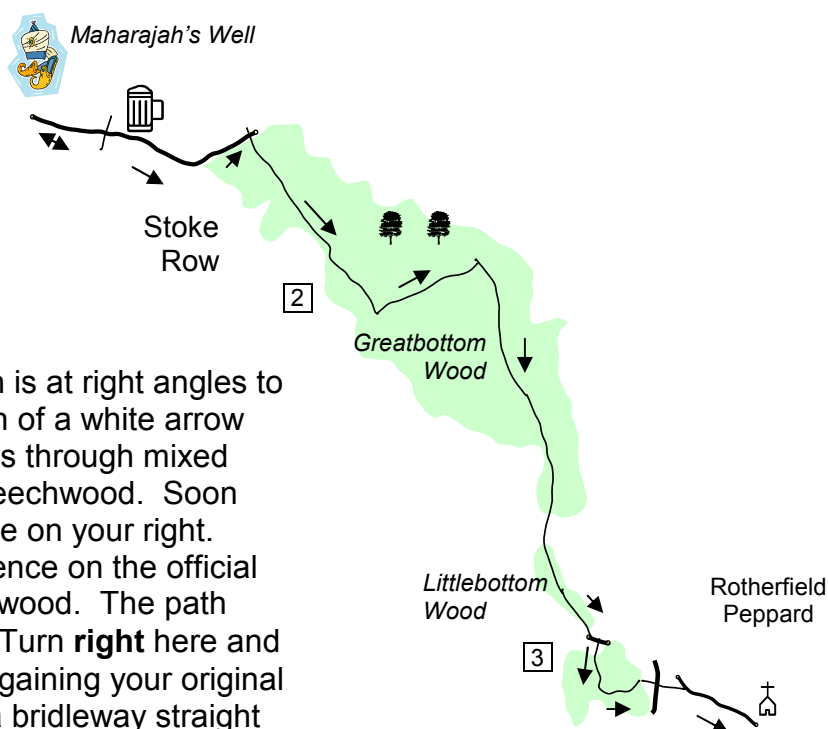 Maharajah's Well
Stoke
Row
2
Greatbottom
Wood
n is at right angles to
n of a white arrow
s through mixed
eechwood.  Soon
e on your right.
ence on the official
wood.  The path
Turn right here and
gaining your original
a bridleway straight
Littlebottom
Wood
3
Rotherfield
Peppard